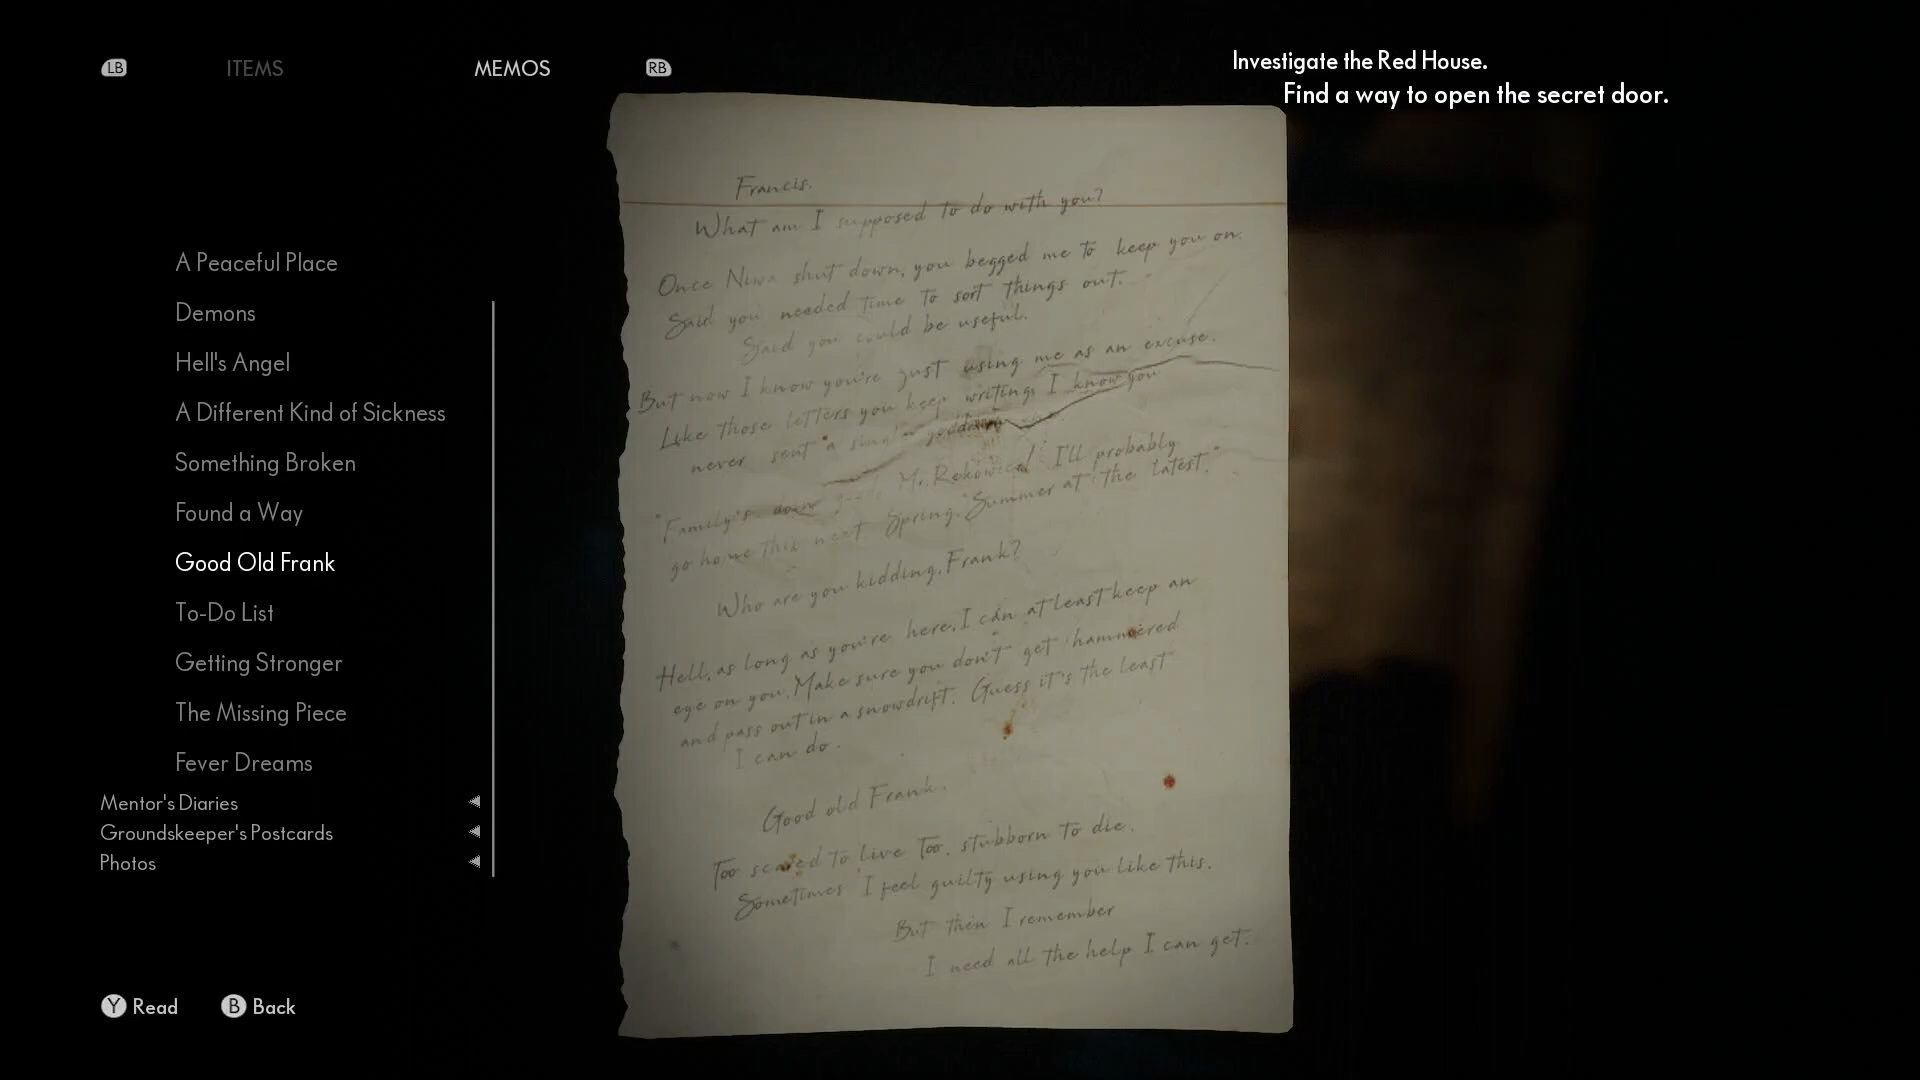 LB
ITEMS
MEMOS
RB
Investigate the Red House.
Find a way to open the secret door.
A Peaceful Place
Demons
Hell's Angel
A Different Kind of Sickness
Something Broken
Found a Way
Good Old Frank
To-Do List
Getting Stronger
The Missing Piece
Fever Dreams
Mentor's Diaries
Groundskeeper's Postcards
Photos
Y Read
B Back
Francis.
What am I supposed to do with you?
Once Niwa shut down, you begged me to keep you on.
Said you needed time to sort things out.
Said you could be useful.
But now I know you're just using me as an excuse.
Like those letters you keep writing, I know you
never sent a single goddamn
"Family's doin' good, Mr. Rekowicz! I'll probably
go home this next Spring. Summer at the latest."
Who are you kidding, Frank?
Hell, as long as you're here, I can at least keep an
eye on you. Make sure you don't get hammered
and pass out in a snowdrift. Guess it's the least
I can do.
Good old Frank.
Too scared to live Too, stubborn to die.
Sometimes I feel guilty using you like this.
But then I remember
I need all the help I can get.